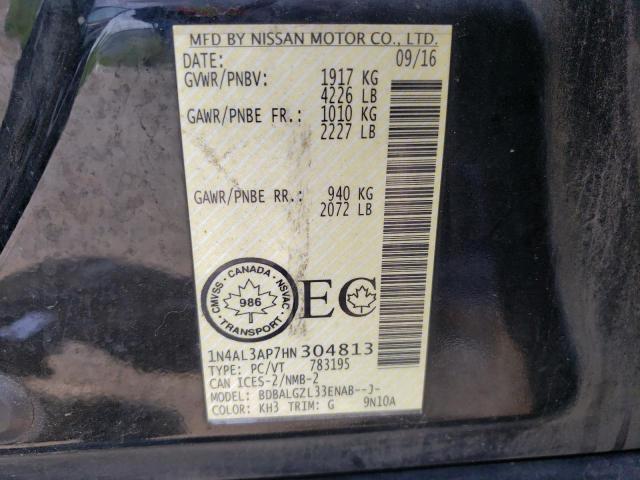 MFD BY NISSAN MOTOR CO., LTD.
DATE: 09/16
GVWR/PNBV: 1917 KG
4226 LB
GAWR/PNBE FR.: 1010 KG
2227 LB
GAWR/PNBE RR.: 940 KG
2072 LB
CMVSS · CANADA · NSVAC · TRANSPORT ·
986
EC
1N4AL3AP7HN304813
TYPE: PC/VT 783195
CAN ICES-2/NMB-2
MODEL: BDBALGZL33ENAB--J-
COLOR: KH3 TRIM: G 9N10A